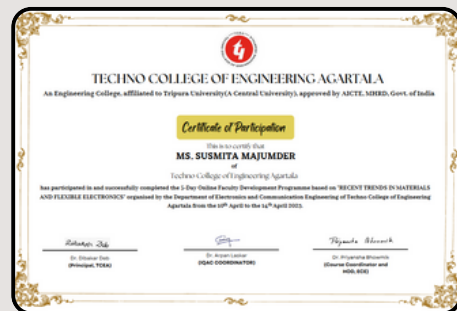 TECHNO COLLEGE OF ENGINEERING AGARTALA
An Engineering College, affiliated to Tripura University(A Central University), approved by AICTE, MHRD, Govt. of India
Certificate of Participation
This is to certify that
MS. SUSMITA MAJUMDER
of
Techno College of Engineering Agartala
has participated in and successfully completed the 5-Day Online Faculty Development Programme based on 'RECENT TRENDS IN MATERIALS
AND FLEXIBLE ELECTRONICS' organised by the Department of Electronics and Communication Engineering of Techno College of Engineering
Agartala from the 10th April to the 14th April 2023.
Dr. Dibakar Deb
(Principal, TCEA)
Dr. Arpan Laskar
(IQAC COORDINATOR)
Priyansha Bhowmik
Dr. Priyansha Bhowmik
(Course Coordinator and
HOD, ECE)